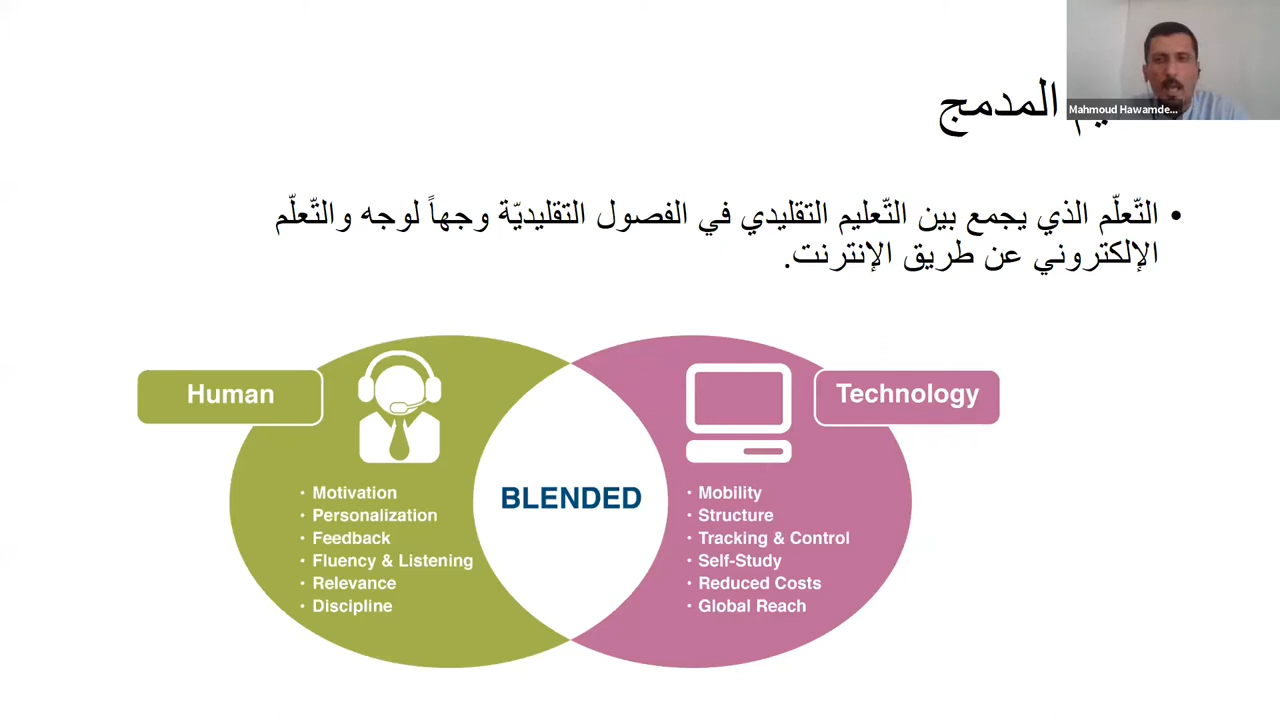 Mahmoud Hawamde...
المدمج
• التّعلّم الذي يجمع بين التّعليم التقليدي في الفصول التقليديّة وجهاً لوجه والتّعلّم
الإلكتروني عن طريق الإنترنت.
Human
Technology
BLENDED
• Motivation
• Personalization
• Feedback
• Fluency & Listening
• Relevance
• Discipline
• Mobility
• Structure
• Tracking & Control
• Self-Study
• Reduced Costs
• Global Reach